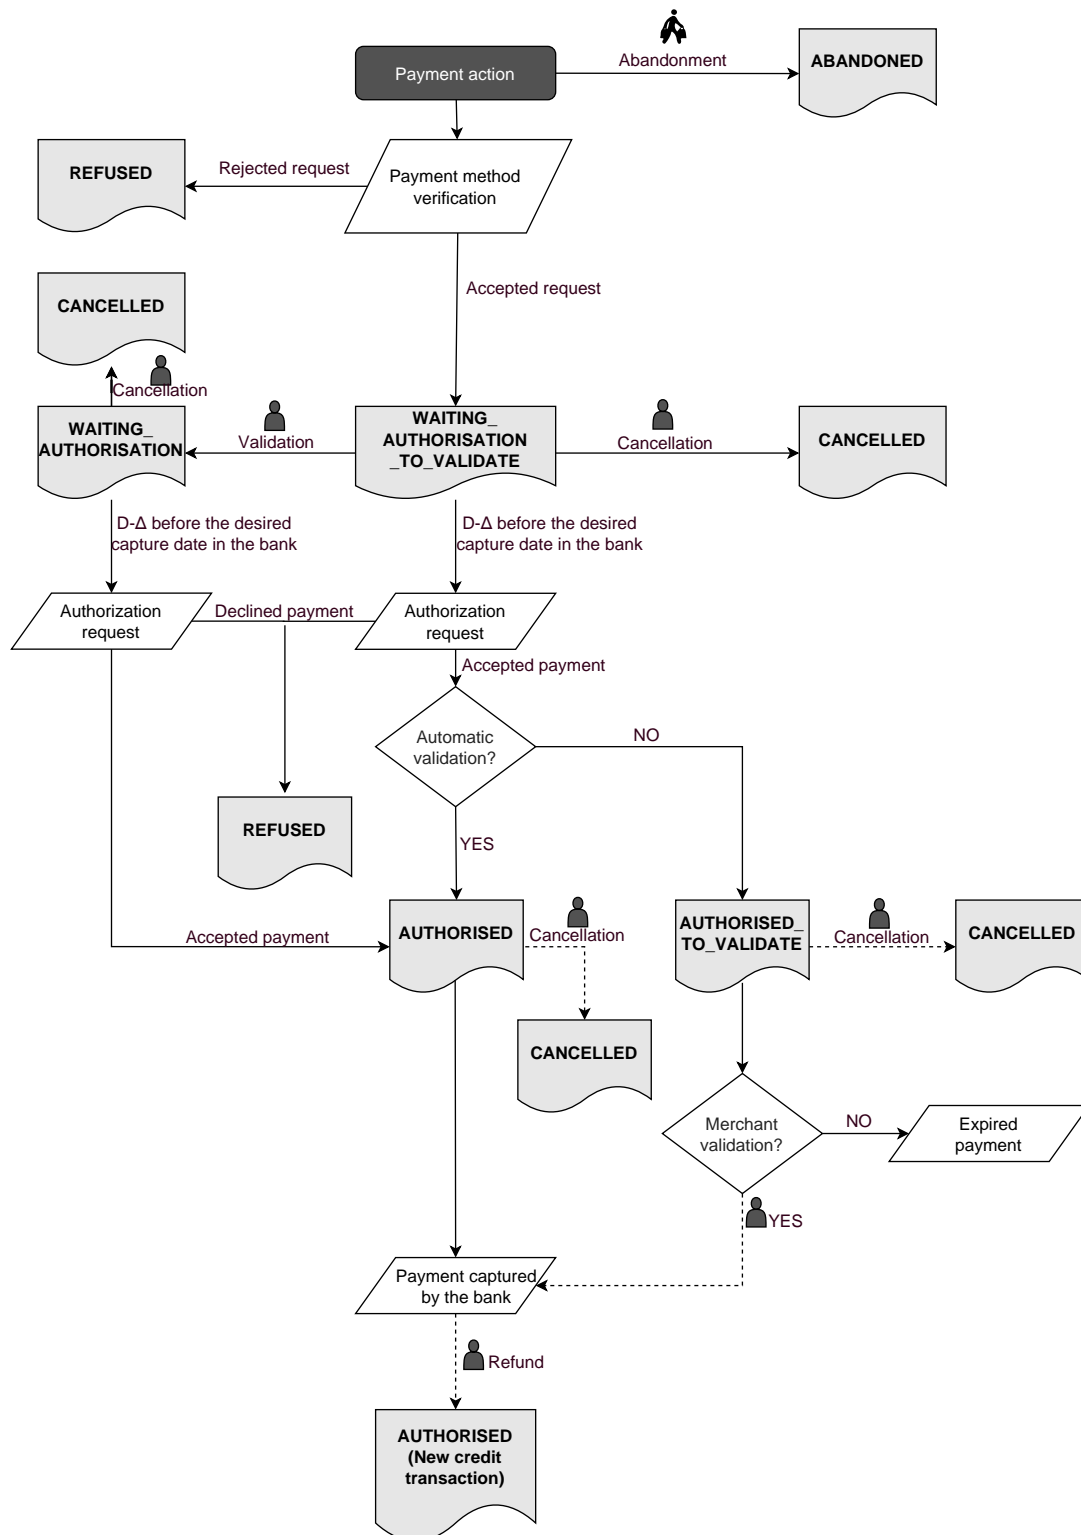 Payment action
Abandonment
ABANDONED
REFUSED
Rejected request
Payment method
verification
Accepted request
CANCELLED
Cancellation
WAITING_
AUTHORISATION
Validation
WAITING_
AUTHORISATION
_TO_VALIDATE
Cancellation
CANCELLED
D-Δ before the desired
capture date in the bank
D-Δ before the desired
capture date in the bank
Authorization
request
Declined payment
Authorization
request
Accepted payment
Automatic
validation?
NO
REFUSED
YES
Accepted payment
AUTHORISED
Cancellation
AUTHORISED_
TO_VALIDATE
Cancellation
CANCELLED
CANCELLED
Merchant
validation?
NO
Expired
payment
YES
Payment captured
by the bank
Refund
AUTHORISED
(New credit
transaction)